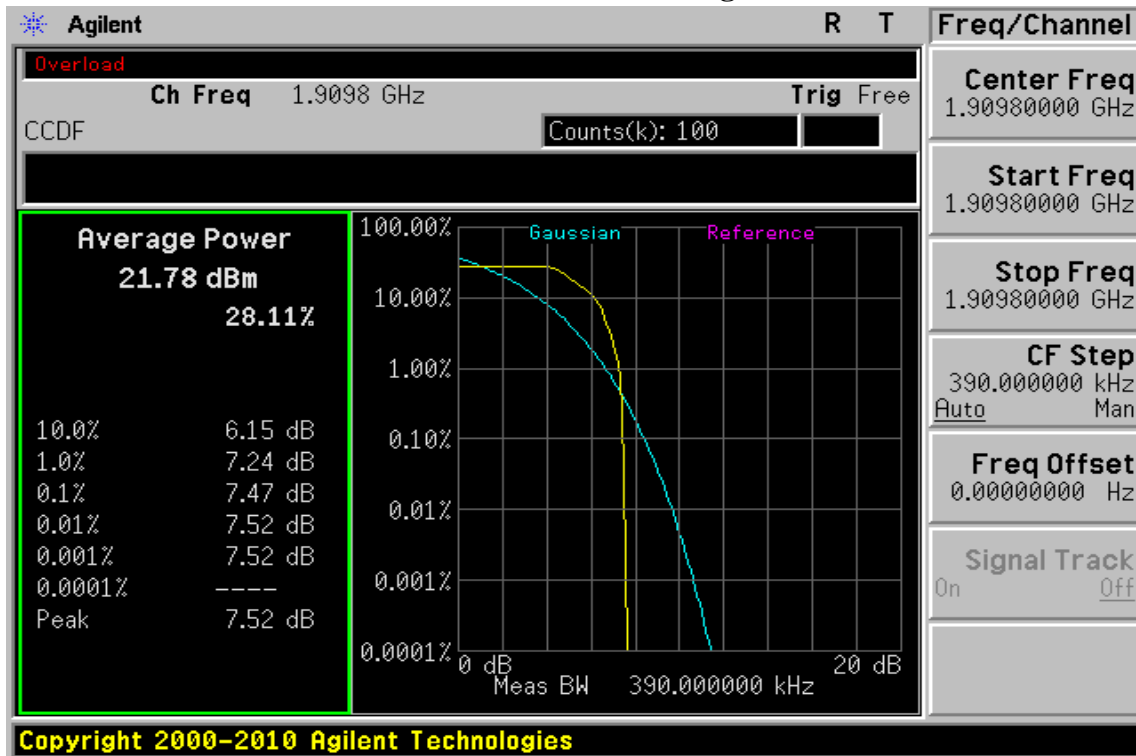 Agilent R T
Overload
Ch Freq 1.9098 GHz Trig Free
CCDF Counts(k): 100
Average Power
21.78 dBm
28.11%
10.0% 6.15 dB
1.0% 7.24 dB
0.1% 7.47 dB
0.01% 7.52 dB
0.001% 7.52 dB
0.0001% ----
Peak 7.52 dB
Gaussian Reference
100.00%
10.00%
1.00%
0.10%
0.01%
0.001%
0.0001%
0 dB 20 dB
Meas BW 390.000000 kHz
Freq/Channel
Center Freq
1.90980000 GHz
Start Freq
1.90980000 GHz
Stop Freq
1.90980000 GHz
CF Step
390.000000 kHz
Auto Man
Freq Offset
0.00000000 Hz
Signal Track
On Off
Copyright 2000-2010 Agilent Technologies